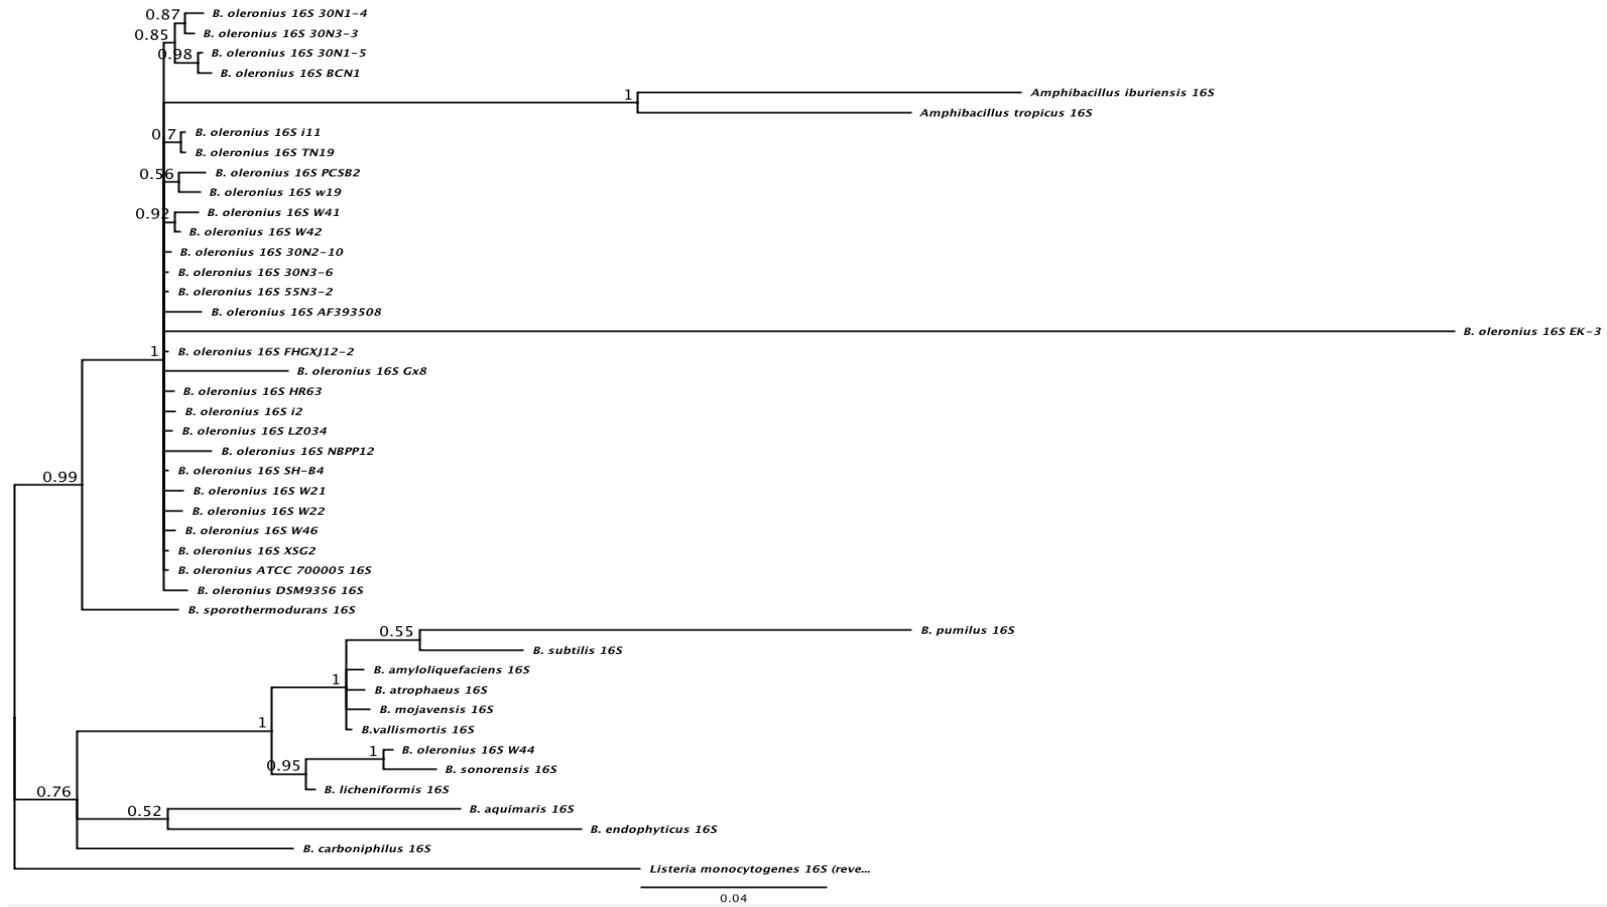 0.87
B. oleronius 16S 30N1-4
0.85
B. oleronius 16S 30N3-3
0.98
B. oleronius 16S 30N1-5
B. oleronius 16S BCN1
1
Amphibacillus iburiensis 16S
Amphibacillus tropicus 16S
0.7
B. oleronius 16S i11
B. oleronius 16S TN19
0.56
B. oleronius 16S PCSB2
B. oleronius 16S w19
0.92
B. oleronius 16S W41
B. oleronius 16S W42
B. oleronius 16S 30N2-10
B. oleronius 16S 30N3-6
B. oleronius 16S 55N3-2
B. oleronius 16S AF393508
B. oleronius 16S EK-3
1
B. oleronius 16S FHGXJ12-2
B. oleronius 16S Gx8
B. oleronius 16S HR63
B. oleronius 16S i2
B. oleronius 16S LZ034
B. oleronius 16S NBPP12
B. oleronius 16S SH-B4
0.99
B. oleronius 16S W21
B. oleronius 16S W22
B. oleronius 16S W46
B. oleronius 16S XSG2
B. oleronius ATCC 700005 16S
B. oleronius DSM9356 16S
B. sporothermodurans 16S
0.55
B. pumilus 16S
B. subtilis 16S
B. amyloliquefaciens 16S
1
B. atrophaeus 16S
B. mojavensis 16S
1
B.vallismortis 16S
1
B. oleronius 16S W44
0.95
B. sonorensis 16S
B. licheniformis 16S
0.76
0.52
B. aquimaris 16S
B. endophyticus 16S
B. carboniphilus 16S
Listeria monocytogenes 16S (reve...
0.04